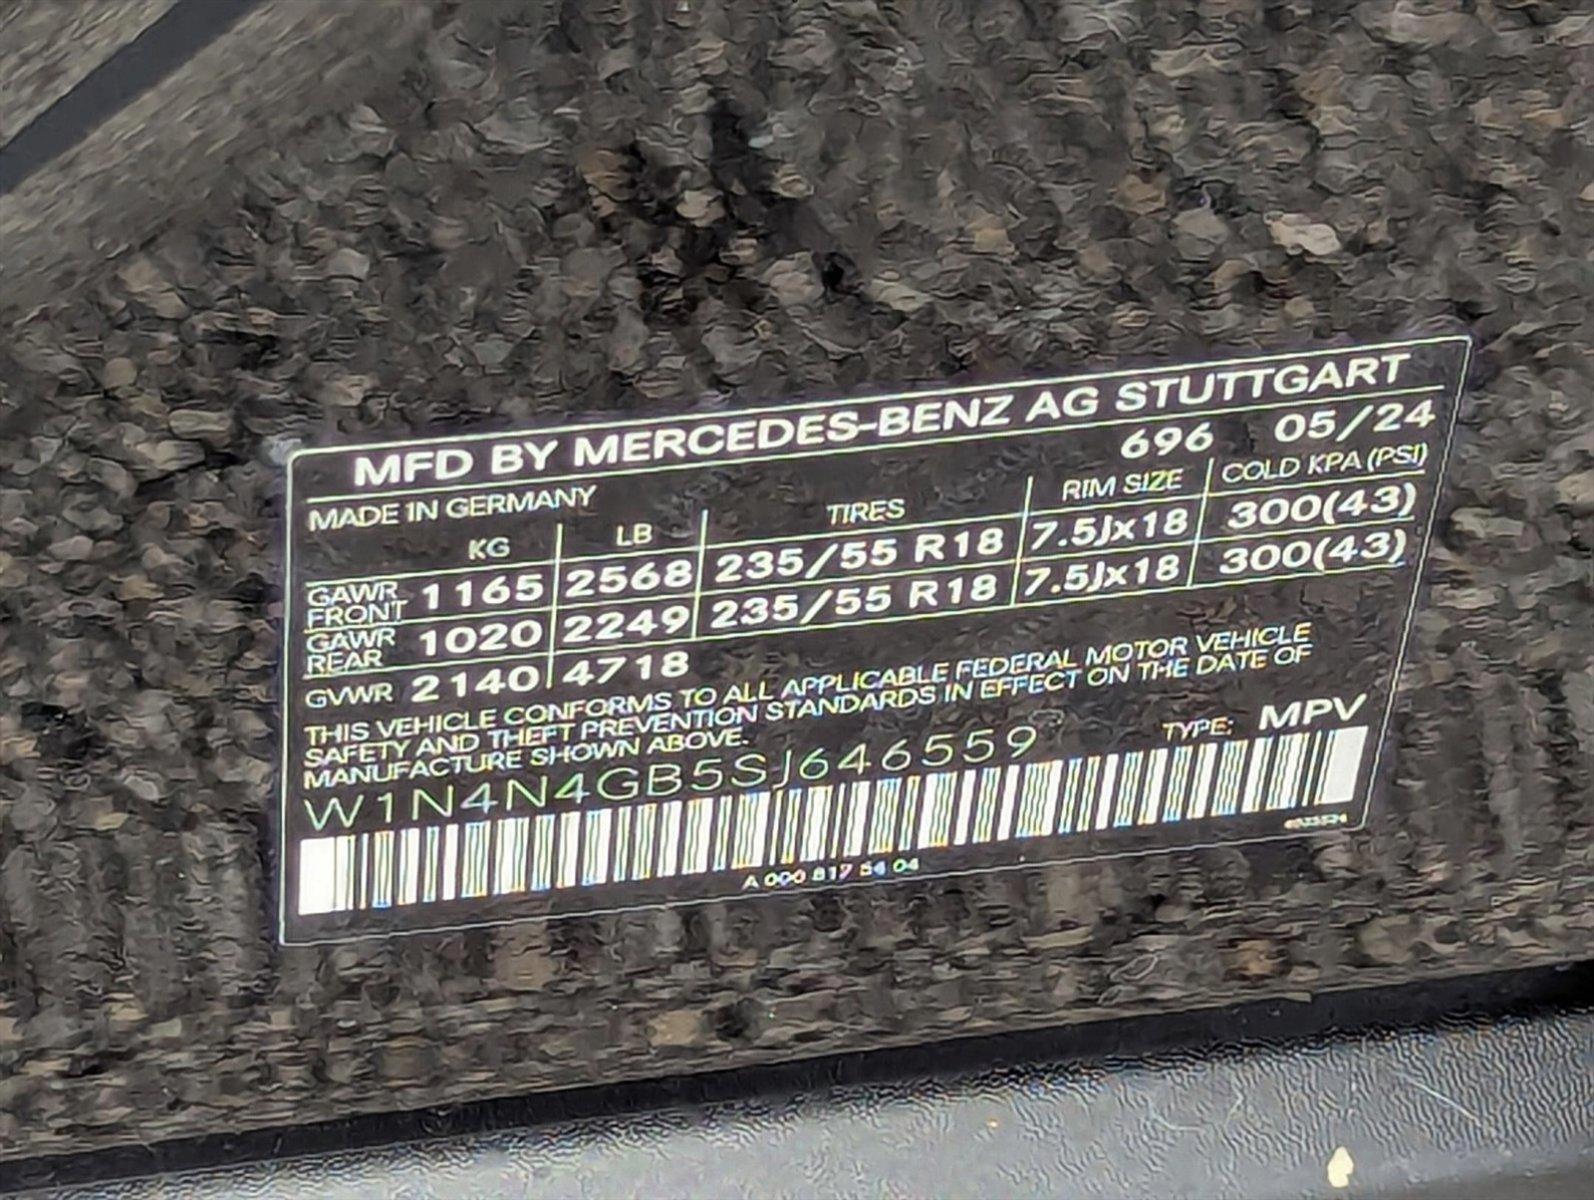 MFD BY MERCEDES-BENZ AG STUTTGART
696 05/24
MADE IN GERMANY
KG LB TIRES RIM SIZE COLD KPA (PSI)
GAWR FRONT 1165 2568 235/55 R18 7.5Jx18 300(43)
GAWR REAR 1020 2249 235/55 R18 7.5Jx18 300(43)
GVWR 2140 4718
THIS VEHICLE CONFORMS TO ALL APPLICABLE FEDERAL MOTOR VEHICLE
SAFETY AND THEFT PREVENTION STANDARDS IN EFFECT ON THE DATE OF
MANUFACTURE SHOWN ABOVE.
W1N4N4GB5SJ646559 TYPE: MPV
A 000 817 54 04